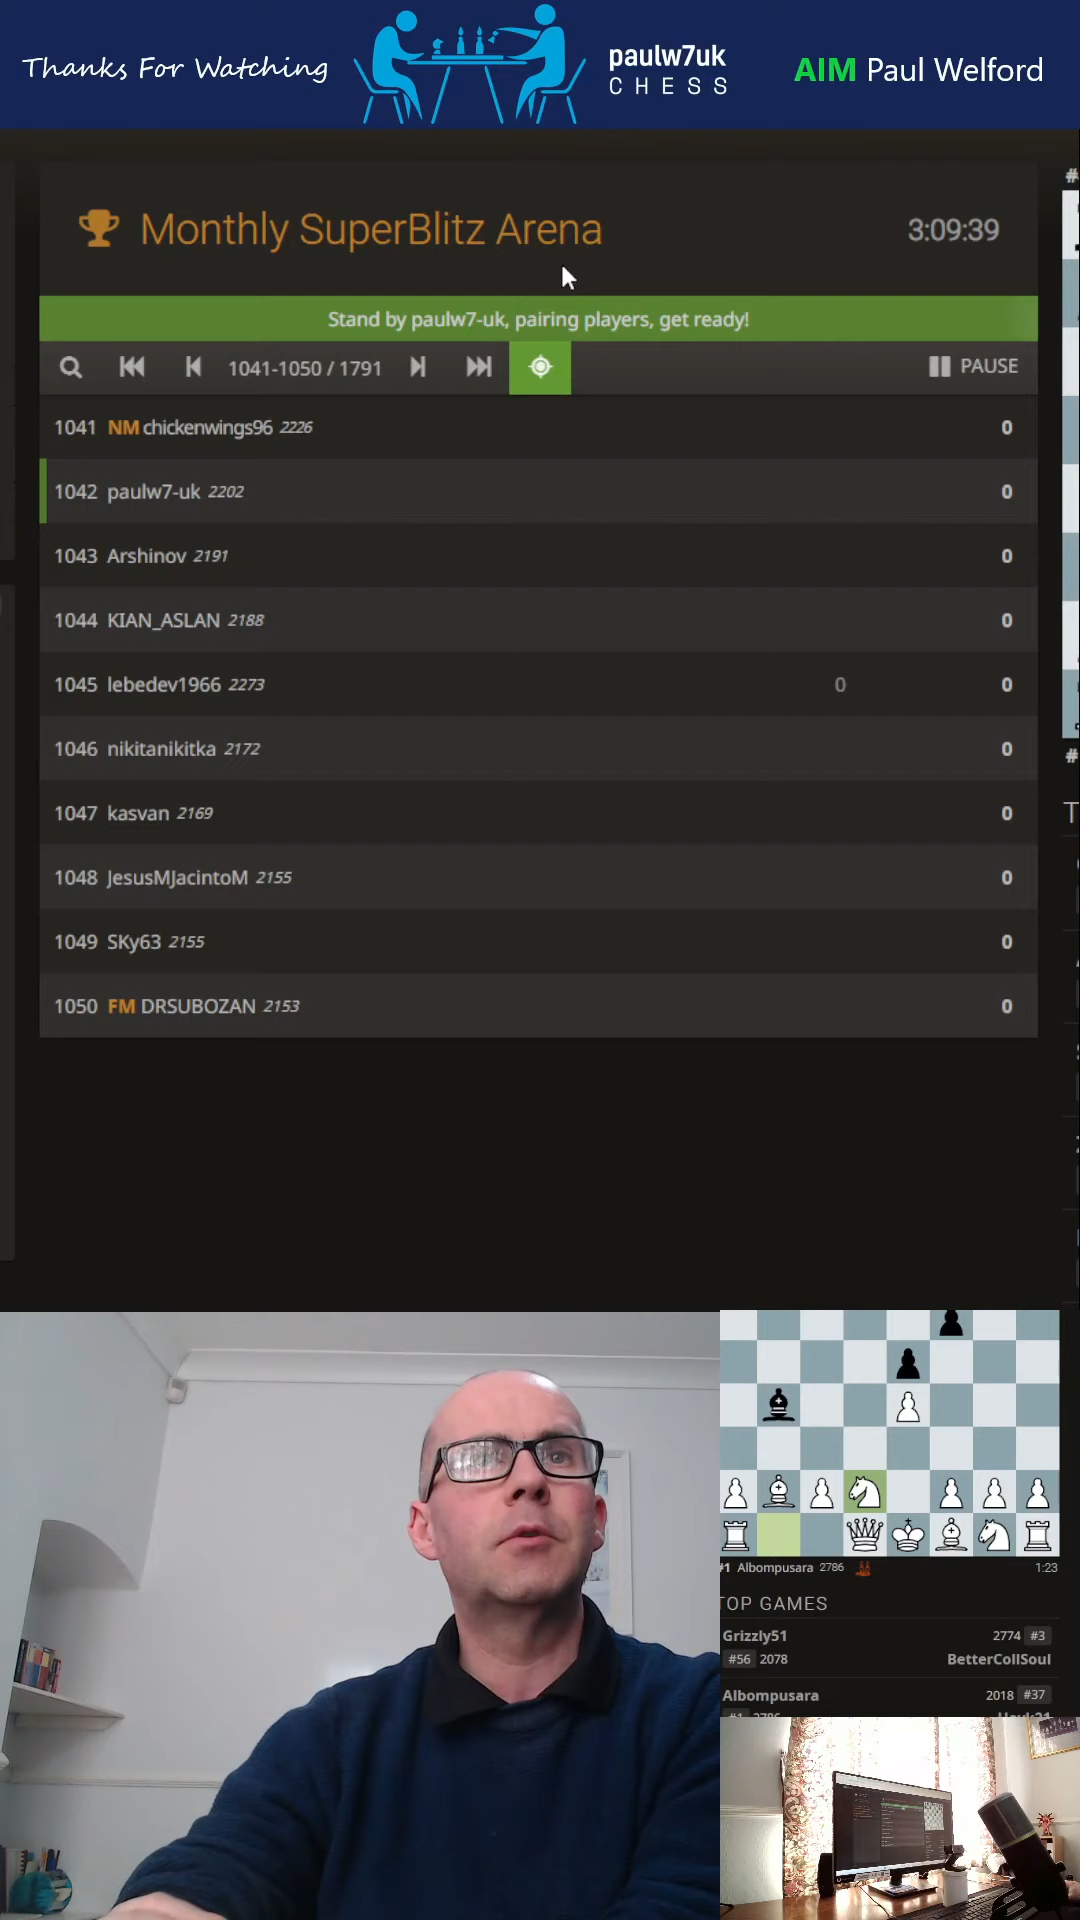 Thanks For Watching
paulw7uk
CHESS
AIM Paul Welford
Monthly SuperBlitz Arena
3:09:39
Stand by paulw7-uk, pairing players, get ready!
1041-1050 / 1791
PAUSE
1041 NM chickenwings96 2226 0
1042 paulw7-uk 2202 0
1043 Arshinov 2191 0
1044 KIAN_ASLAN 2188 0
1045 lebedev1966 2273 0 0
1046 nikitanikitka 2172 0
1047 kasvan 2169 0
1048 JesusMJacintoM 2155 0
1049 SKy63 2155 0
1050 FM DRSUBOZAN 2153 0
#
#
T
#1 Albompusara 2786 1:23
TOP GAMES
Grizzly51 2774 #3
#56 2078 BetterCollSoul
Albompusara 2018 #37
#1 2786